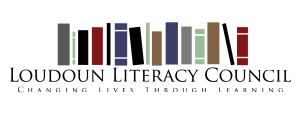 LOUDOUN LITERACY COUNCIL
CHANGING LIVES THROUGH LEARNING